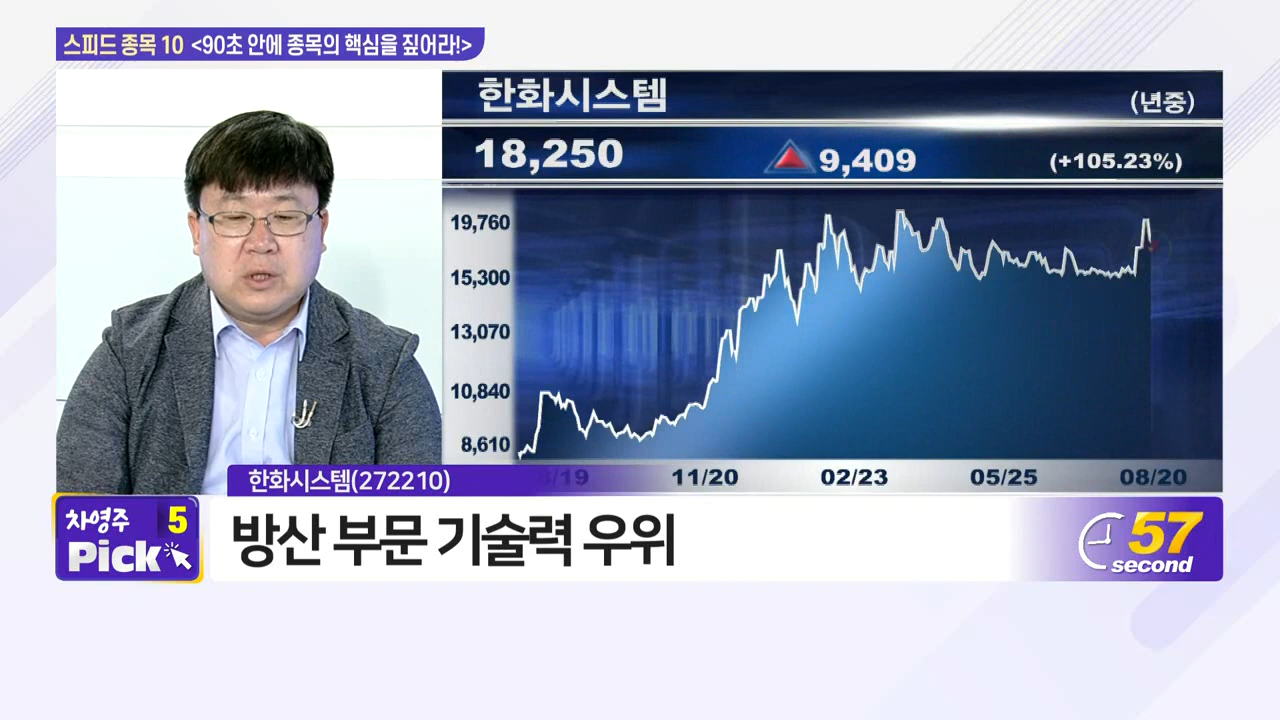 스피드 종목 10 <90초 안에 종목의 핵심을 짚어라!>
한화시스템
(년중)
18,250
9,409
(+105.23%)
19,760
15,300
13,070
10,840
8,610
8/19
11/20
02/23
05/25
08/20
한화시스템(272210)
차영주 5
Pick
방산 부문 기술력 우위
57
second